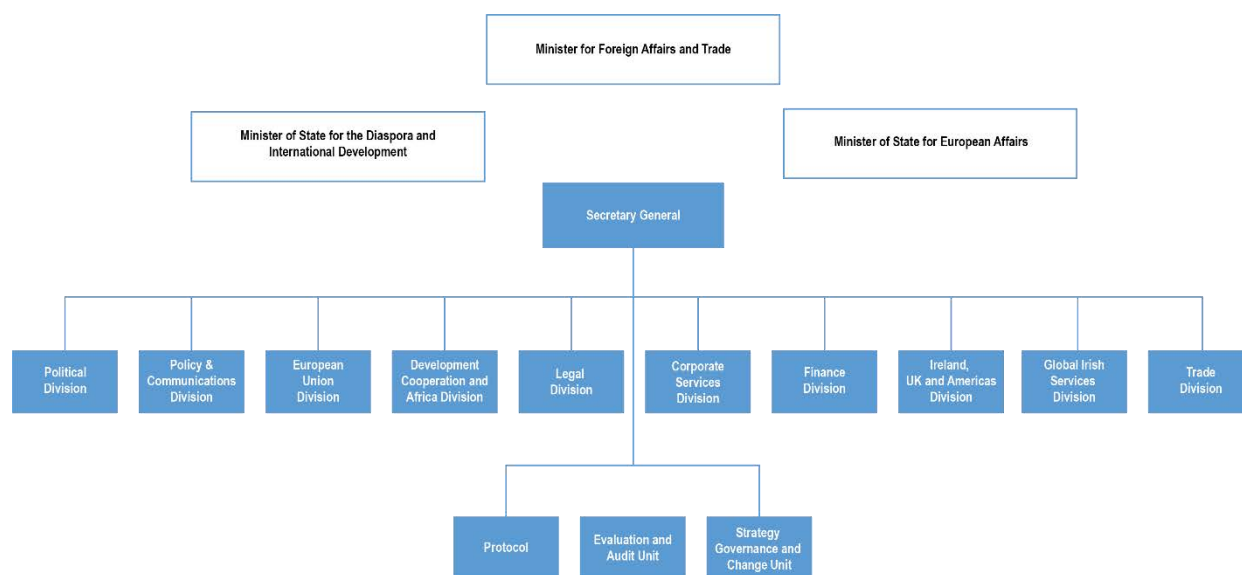 Minister for Foreign Affairs and Trade
Minister of State for the Diaspora and
International Development
Minister of State for European Affairs
Secretary General
Political
Division
Policy &
Communications
Division
European
Union
Division
Development
Cooperation and
Africa Division
Legal
Division
Corporate
Services
Division
Finance
Division
Ireland,
UK and Americas
Division
Global Irish
Services
Division
Trade
Division
Protocol
Evaluation and
Audit Unit
Strategy
Governance and
Change Unit